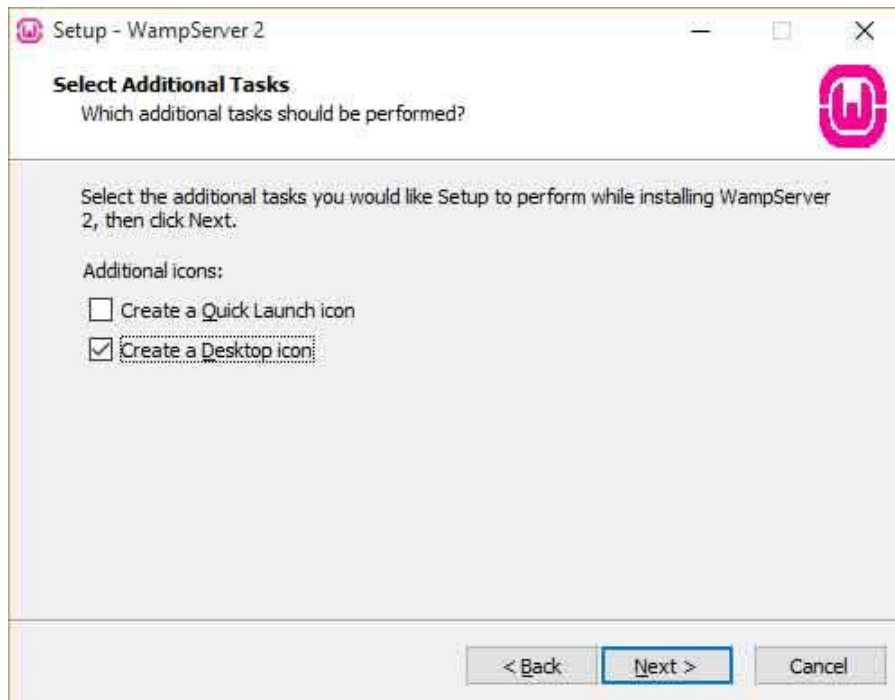 Setup - WampServer 2
Select Additional Tasks
Which additional tasks should be performed?
Select the additional tasks you would like Setup to perform while installing WampServer
2, then click Next.
Additional icons:
Create a Quick Launch icon
Create a Desktop icon
< Back
Next >
Cancel